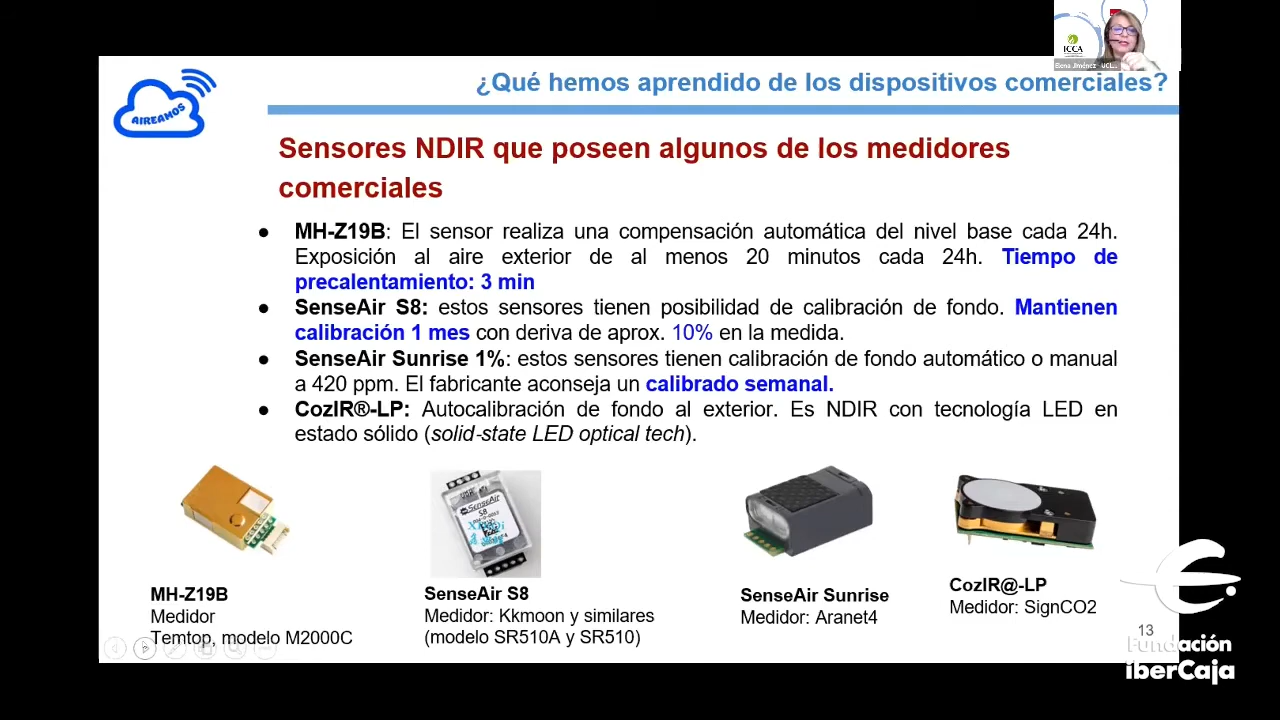 ICCA
Elena Jiménez - UCL...
AIREAMOS
¿Qué hemos aprendido de los dispositivos comerciales?
Sensores NDIR que poseen algunos de los medidores
comerciales
● MH-Z19B: El sensor realiza una compensación automática del nivel base cada 24h.
Exposición al aire exterior de al menos 20 minutos cada 24h. Tiempo de
precalentamiento: 3 min
● SenseAir S8: estos sensores tienen posibilidad de calibración de fondo. Mantienen
calibración 1 mes con deriva de aprox. 10% en la medida.
● SenseAir Sunrise 1%: estos sensores tienen calibración de fondo automático o manual
a 420 ppm. El fabricante aconseja un calibrado semanal.
● CozIR®-LP: Autocalibración de fondo al exterior. Es NDIR con tecnología LED en
estado sólido (solid-state LED optical tech).
SenseAir
S8
MH-Z19B
Medidor
Temtop, modelo M2000C
SenseAir S8
Medidor: Kkmoon y similares
(modelo SR510A y SR510)
SenseAir Sunrise
Medidor: Aranet4
CozIR@-LP
Medidor: SignCO2
13
Fundación
iberCaja